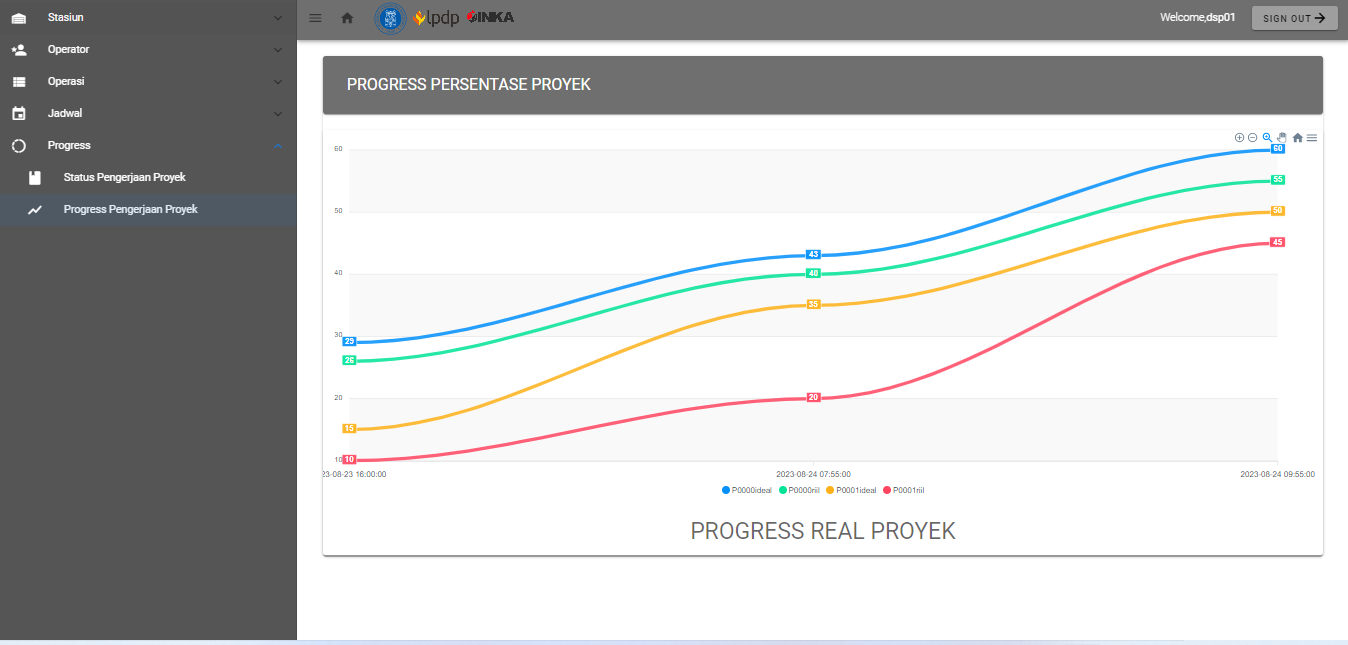 Stasiun
Operator
Operasi
Jadwal
Progress
Status Pengerjaan Proyek
Progress Pengerjaan Proyek
lpdp INKA
Welcome,dsp01
SIGN OUT
PROGRESS PERSENTASE PROYEK
60
50
40
30
20
10
29
26
15
10
43
40
35
20
60
55
50
45
23-08-23 16:00:00
2023-08-24 07:55:00
2023-08-24 09:55:00
P0000ideal P0000riil P0001ideal P0001riil
PROGRESS REAL PROYEK